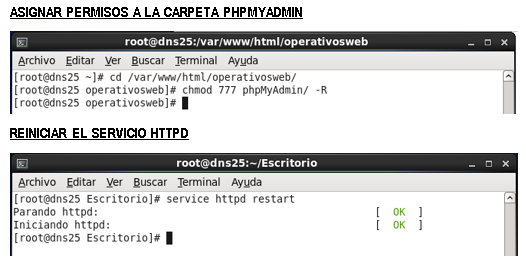 ASIGNAR PERMISOS A LA CARPETA PHPMYADMIN
root@dns25:/var/www/html/operativosweb
Archivo Editar Ver Buscar Terminal Ayuda
[root@dns25 ~]# cd /var/www/html/operativosweb/
[root@dns25 operativosweb]# chmod 777 phpMyAdmin/ -R
[root@dns25 operativosweb]#
REINICIAR EL SERVICIO HTTPD
root@dns25:~/Escritorio
Archivo Editar Ver Buscar Terminal Ayuda
[root@dns25 Escritorio]# service httpd restart
Parando httpd: [ OK ]
Iniciando httpd: [ OK ]
[root@dns25 Escritorio]#